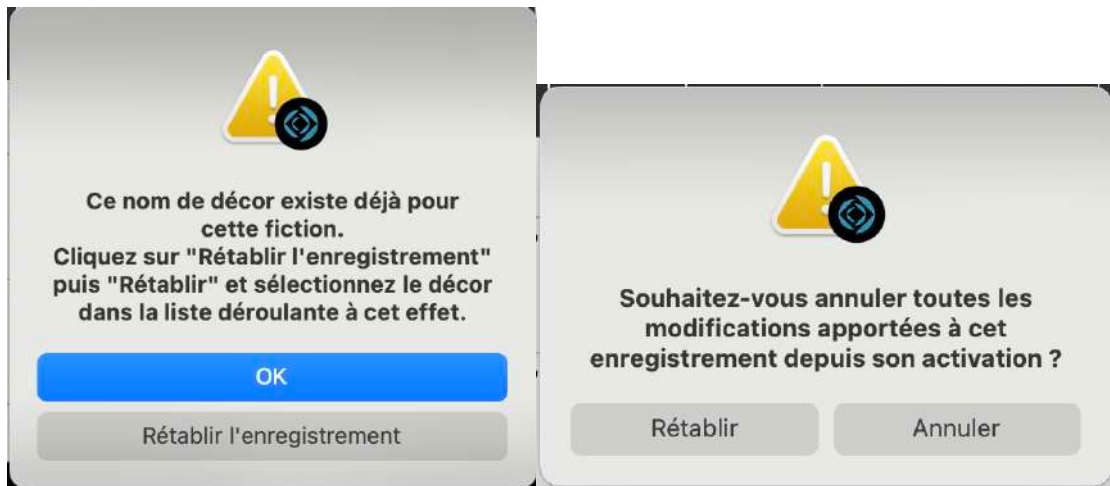 Ce nom de décor existe déjà pour
cette fiction.
Cliquez sur "Rétablir l'enregistrement"
puis "Rétablir" et sélectionnez le décor
dans la liste déroulante à cet effet.
OK
Rétablir l'enregistrement
Souhaitez-vous annuler toutes les
modifications apportées à cet
enregistrement depuis son activation ?
Rétablir
Annuler